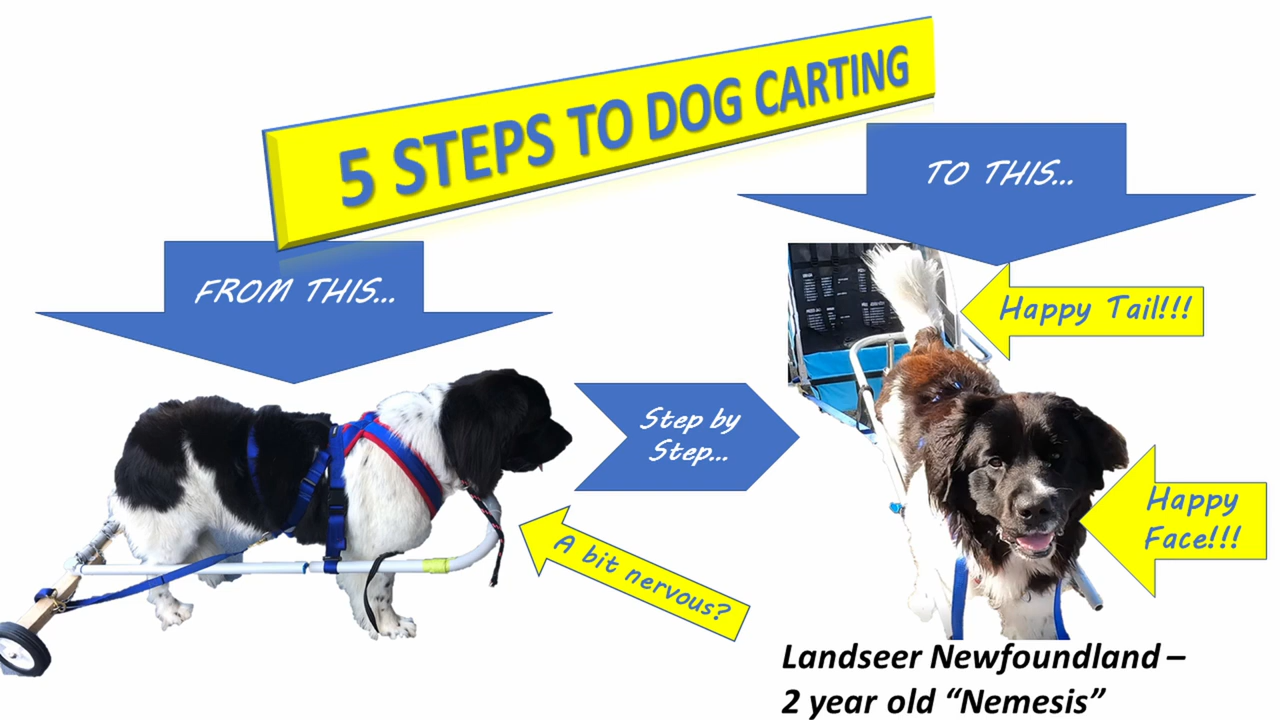 5 STEPS TO DOG CARTING
TO THIS...
FROM THIS...
Happy Tail!!!
Step by
Step...
Happy
Face!!!
A bit nervous?
Landseer Newfoundland –
2 year old “Nemesis”